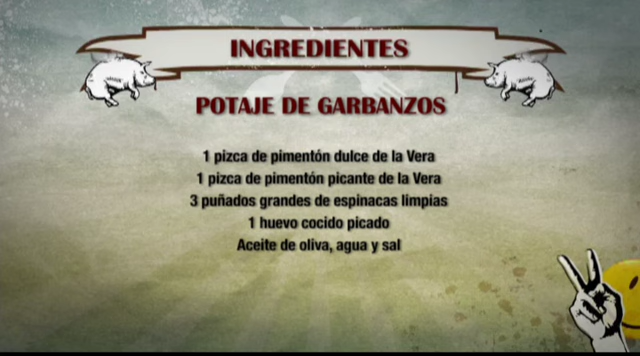 INGREDIENTES
POTAJE DE GARBANZOS
1 pizca de pimentón dulce de la Vera
1 pizca de pimentón picante de la Vera
3 puñados grandes de espinacas limpias
1 huevo cocido picado
Aceite de oliva, agua y sal